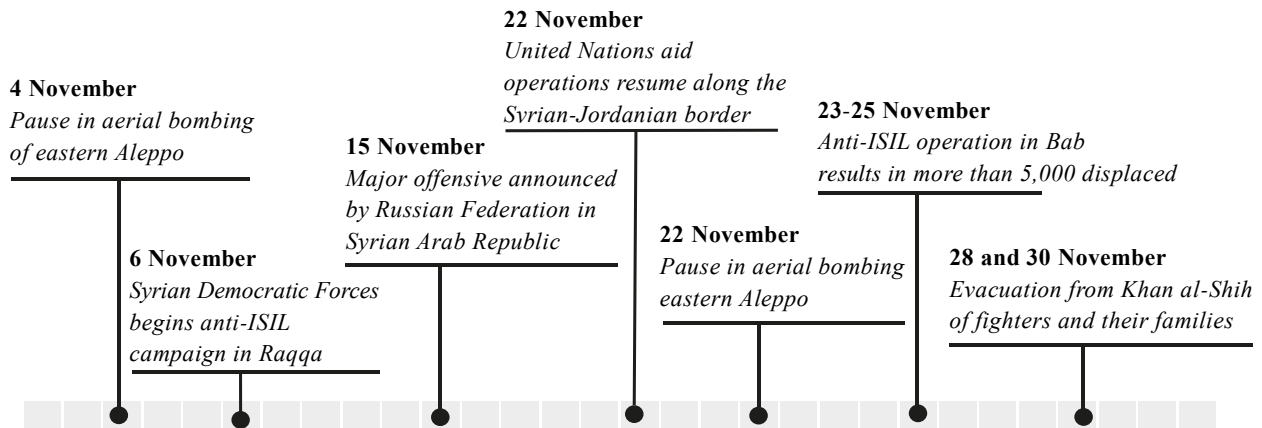 4 November
Pause in aerial bombing
of eastern Aleppo
6 November
Syrian Democratic Forces
begins anti-ISIL
campaign in Raqqa
15 November
Major offensive announced
by Russian Federation in
Syrian Arab Republic
22 November
United Nations aid
operations resume along the
Syrian-Jordanian border
22 November
Pause in aerial bombing
eastern Aleppo
23-25 November
Anti-ISIL operation in Bab
results in more than 5,000 displaced
28 and 30 November
Evacuation from Khan al-Shih
of fighters and their families